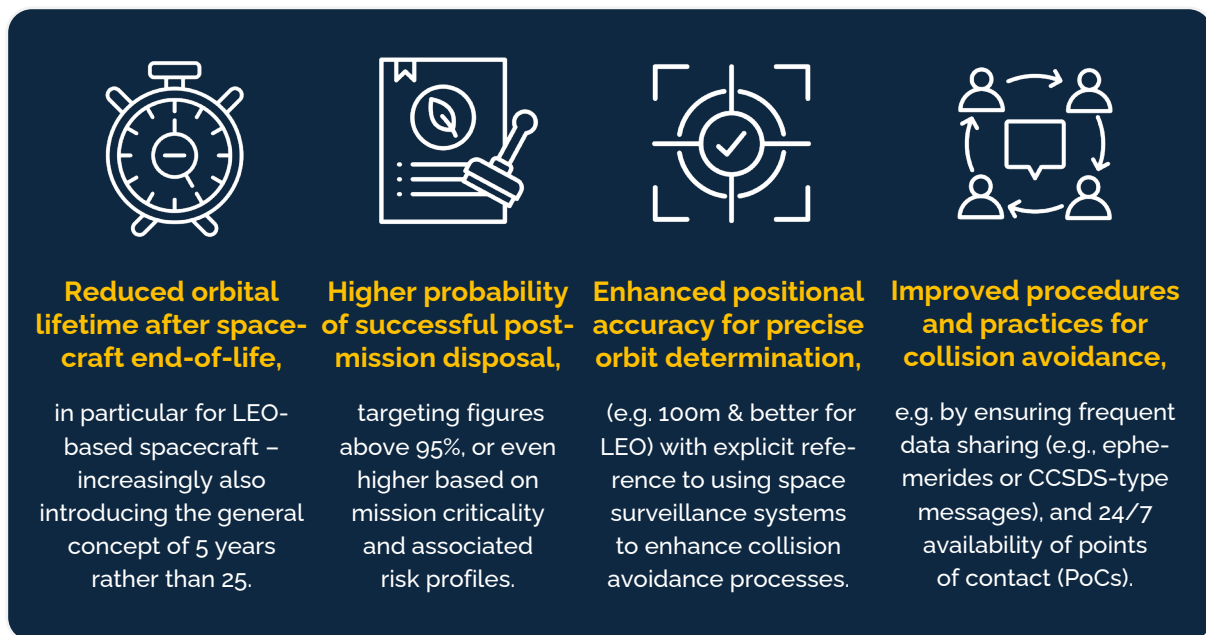 Reduced orbital
lifetime after space-
craft end-of-life,
in particular for LEO-
based spacecraft –
increasingly also
introducing the general
concept of 5 years
rather than 25.
Higher probability
of successful post-
mission disposal,
targeting figures
above 95%, or even
higher based on
mission criticality
and associated
risk profiles.
Enhanced positional
accuracy for precise
orbit determination,
(e.g. 100m & better for
LEO) with explicit refe-
rence to using space
surveillance systems
to enhance collision
avoidance processes.
Improved procedures
and practices for
collision avoidance,
e.g. by ensuring frequent
data sharing (e.g., ephe-
merides or CCSDS-type
messages), and 24/7
availability of points
of contact (PoCs).